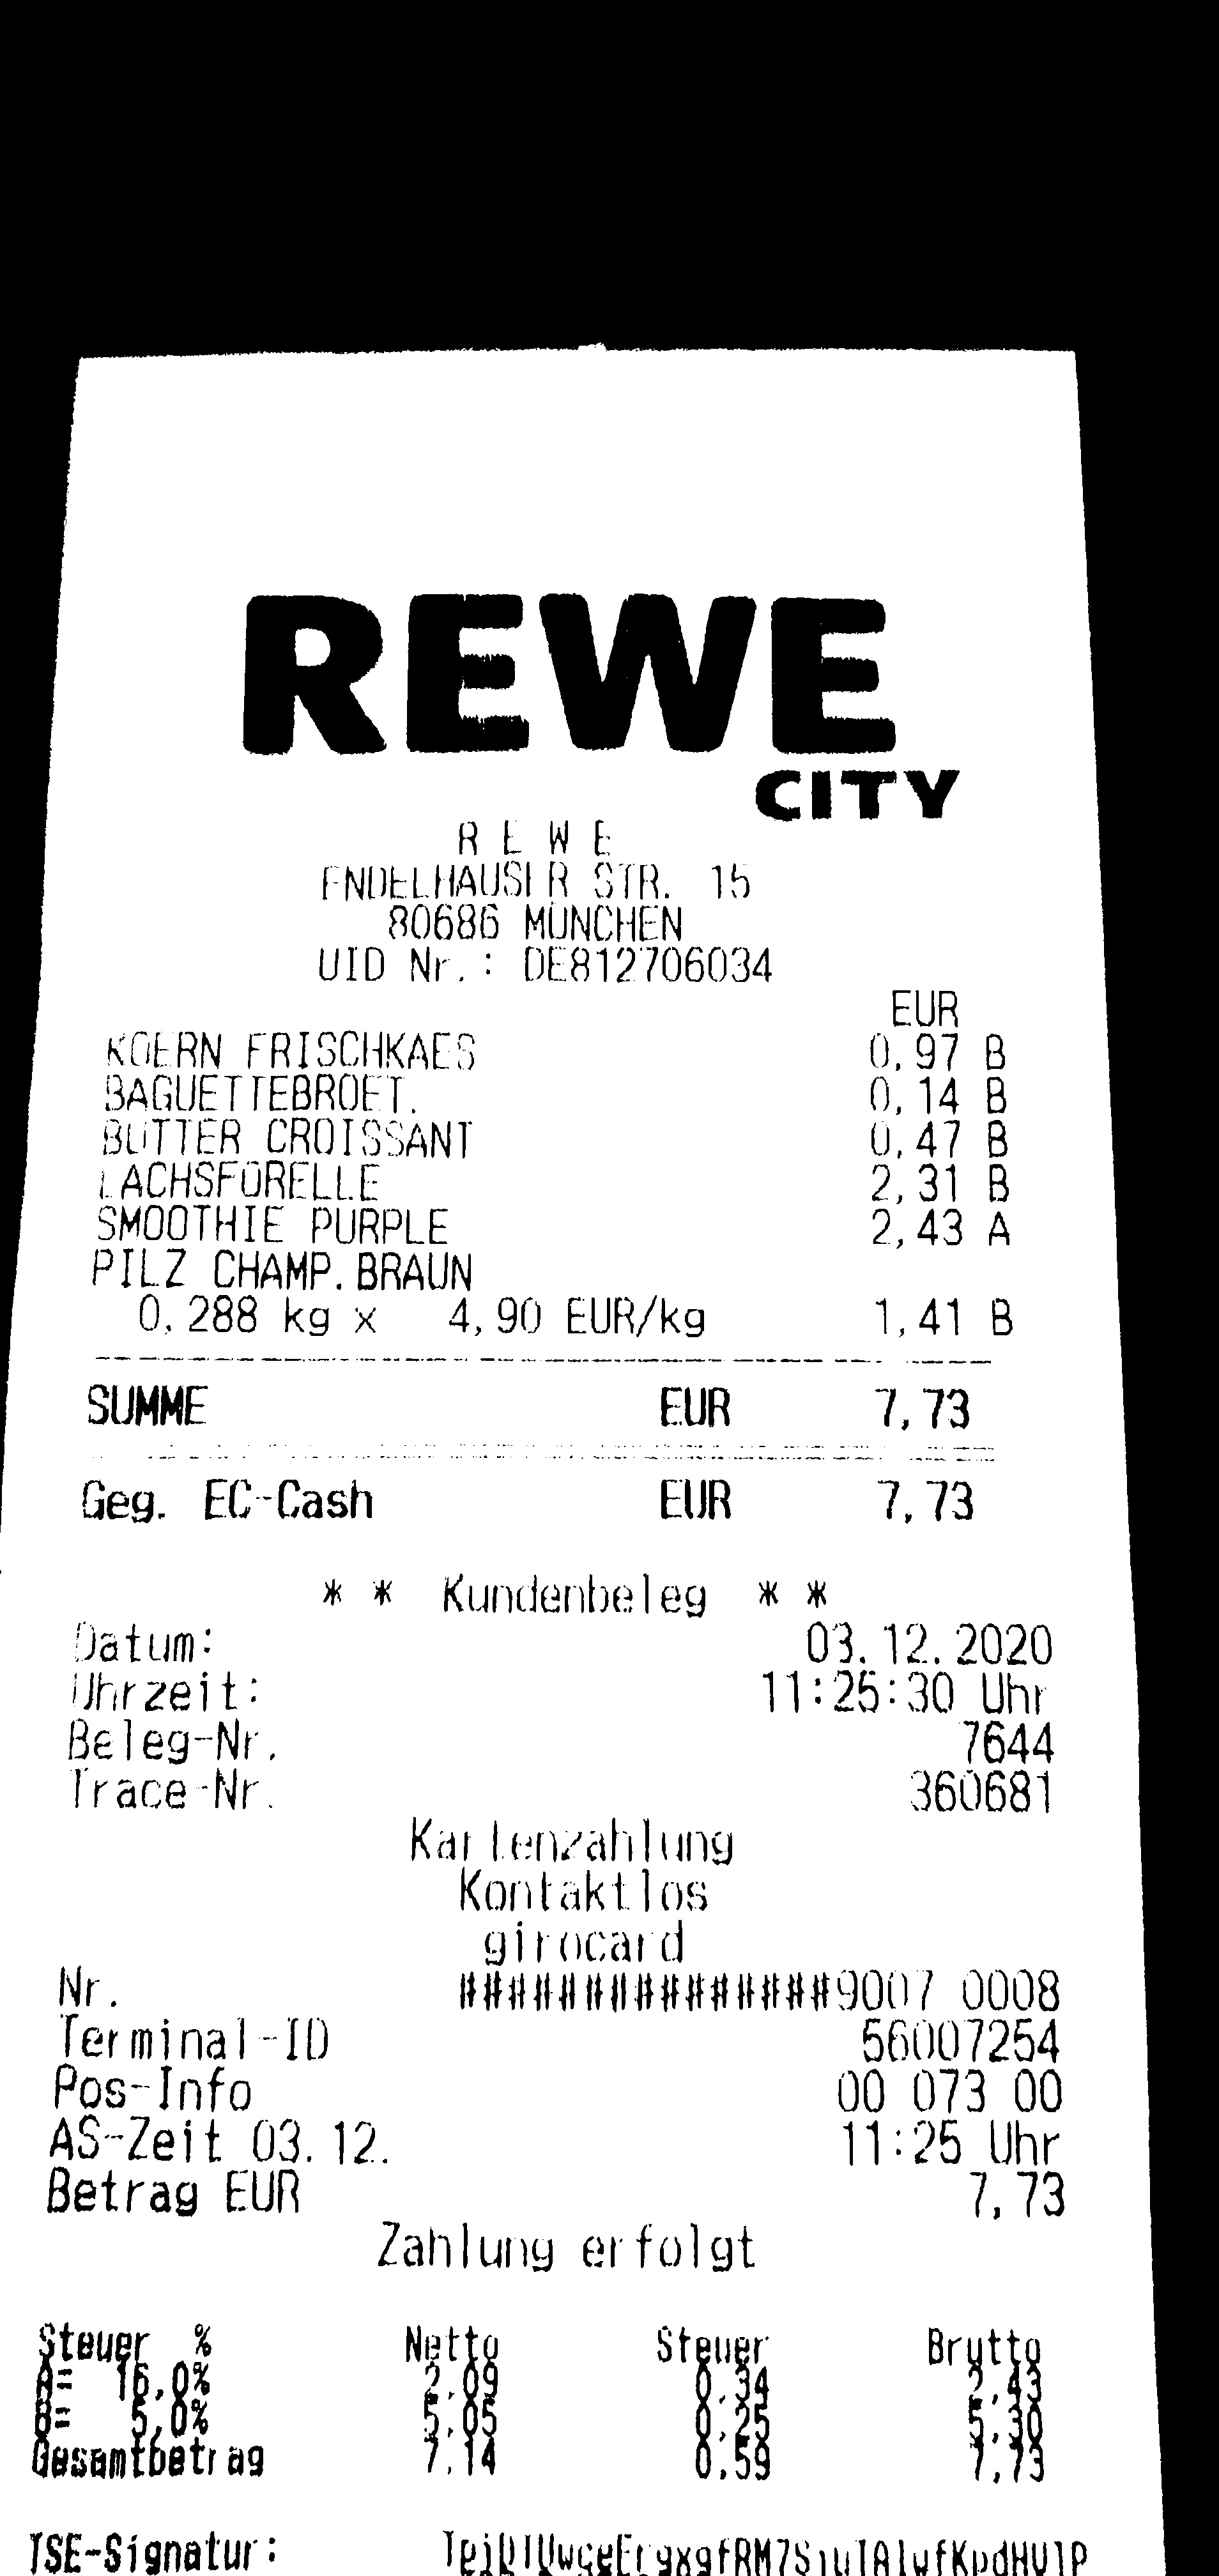 REWE
CITY
R E W E
ENDELHAUSER STR. 15
80686 MÜNCHEN
UID Nr.: DE812706034
EUR
KOERN FRISCHKAES 0,97 B
BAGUETTEBROET. 0,14 B
BUTTER CROISSANT 0,47 B
LACHSFORELLE 2,31 B
SMOOTHIE PURPLE 2,43 A
PILZ CHAMP.BRAUN
0,288 kg x 4,90 EUR/kg 1,41 B
SUMME EUR 7,73
Geg. EC-Cash EUR 7,73
* * Kundenbeleg * *
Datum: 03.12.2020
Uhrzeit: 11:25:30 Uhr
Beleg-Nr. 7644
Trace-Nr. 360681
Kartenzahlung
Kontaktlos
girocard
Nr. ###############9007 0008
Terminal-ID 56007254
Pos-Info 00 073 00
AS-Zeit 03.12. 11:25 Uhr
Betrag EUR 7,73
Zahlung erfolgt
Steuer % Netto Steuer Brutto
A= 16,0% 2,09 0,34 2,43
B= 5,0% 5,05 0,25 5,30
Gesamtbetrag 7,14 0,59 7,73
TSE-Signatur: